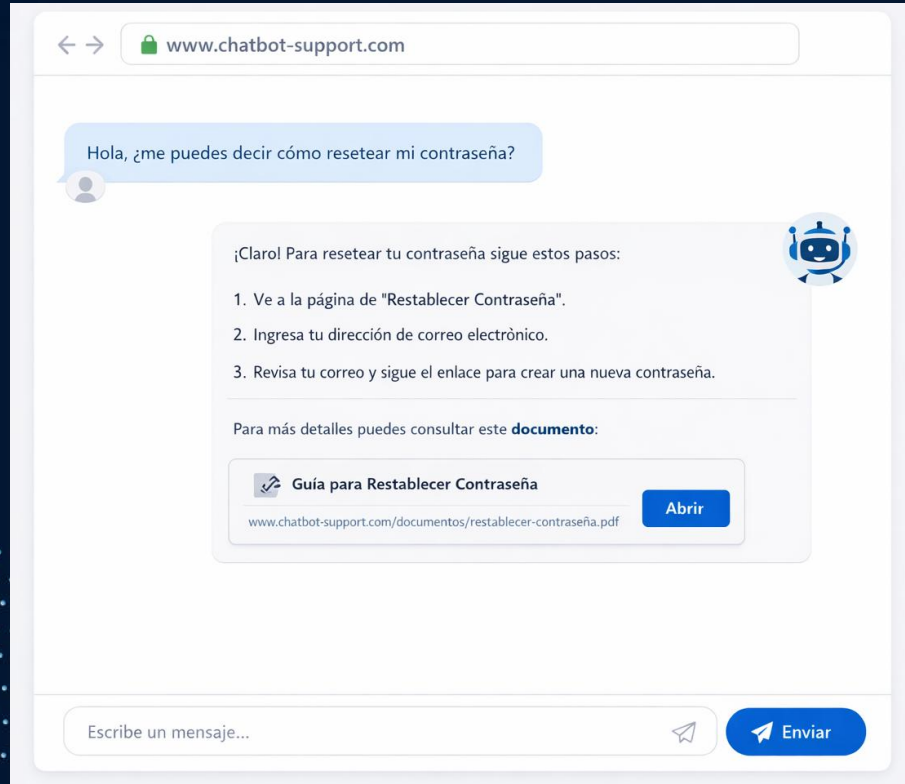 www.chatbot-support.com
Hola, ¿me puedes decir cómo resetear mi contraseña?
¡Clarol Para resetear tu contraseña sigue estos pasos:
1. Ve a la página de "Restablecer Contraseña".
2. Ingresa tu dirección de correo electrònico.
3. Revisa tu correo y sigue el enlace para crear una nueva contraseña.
Para más detalles puedes consultar este documento:
Guía para Restablecer Contraseña
www.chatbot-support.com/documentos/restablecer-contraseña.pdf
Abrir
Escribe un mensaje...
Enviar